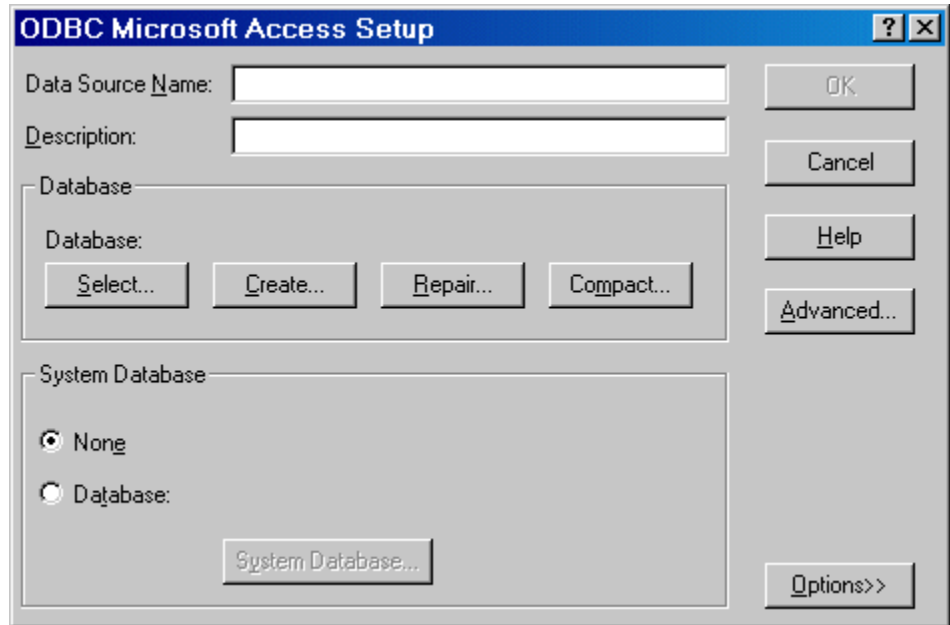 ODBC Microsoft Access Setup
Data Source Name:
OK
Description:
Cancel
Database
Database:
Help
Select...
Create...
Repair...
Compact...
Advanced...
System Database
None
Database:
System Database...
Options>>